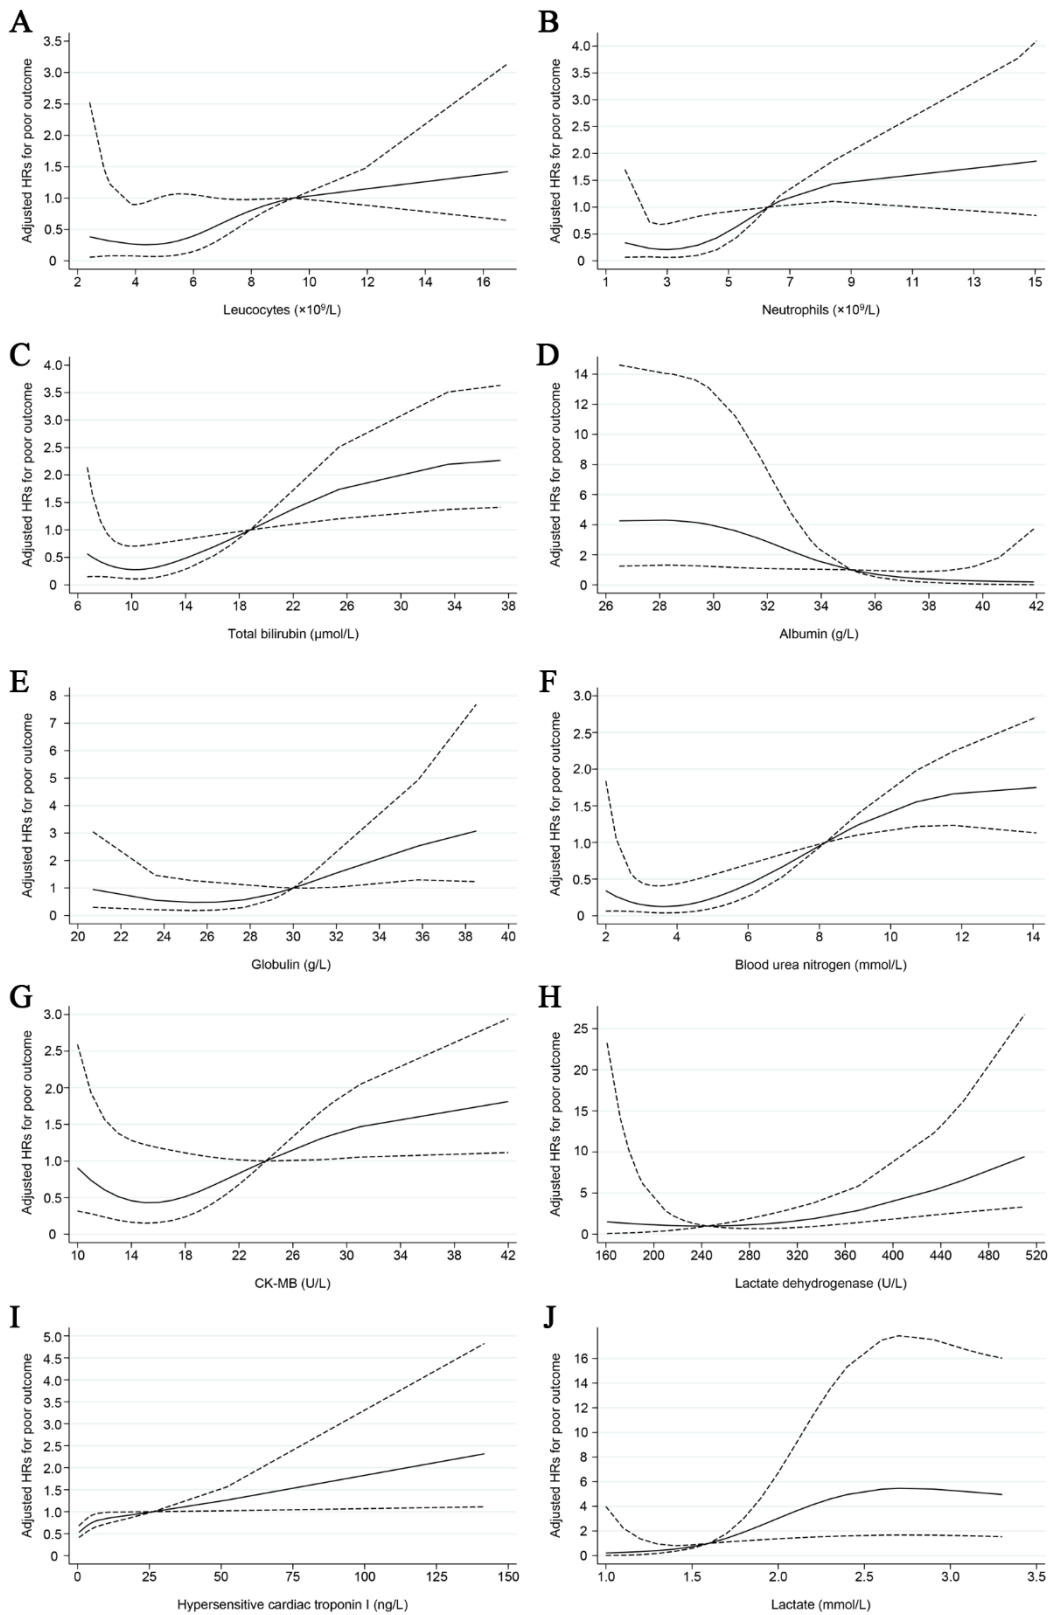 A
Adjusted HRs for poor outcome
3.5
3.0
2.5
2.0
1.5
1.0
0.5
0
2 4 6 8 10 12 14 16
Leucocytes (×10⁹/L)
B
Adjusted HRs for poor outcome
4.0
3.5
3.0
2.5
2.0
1.5
1.0
0.5
0
1 3 5 7 9 11 13 15
Neutrophils (×10⁹/L)
C
Adjusted HRs for poor outcome
4.0
3.5
3.0
2.5
2.0
1.5
1.0
0.5
0
6 10 14 18 22 26 30 34 38
Total bilirubin (μmol/L)
D
Adjusted HRs for poor outcome
14
12
10
8
6
4
2
0
26 28 30 32 34 36 38 40 42
Albumin (g/L)
E
Adjusted HRs for poor outcome
8
7
6
5
4
3
2
1
0
20 22 24 26 28 30 32 34 36 38 40
Globulin (g/L)
F
Adjusted HRs for poor outcome
3.0
2.5
2.0
1.5
1.0
0.5
0
2 4 6 8 10 12 14
Blood urea nitrogen (mmol/L)
G
Adjusted HRs for poor outcome
3.0
2.5
2.0
1.5
1.0
0.5
0
10 14 18 22 26 30 34 38 42
CK-MB (U/L)
H
Adjusted HRs for poor outcome
25
20
15
10
5
0
160 200 240 280 320 360 400 440 480 520
Lactate dehydrogenase (U/L)
I
Adjusted HRs for poor outcome
5.0
4.5
4.0
3.5
3.0
2.5
2.0
1.5
1.0
0.5
0
0 25 50 75 100 125 150
Hypersensitive cardiac troponin I (ng/L)
J
Adjusted HRs for poor outcome
16
14
12
10
8
6
4
2
0
1.0 1.5 2.0 2.5 3.0 3.5
Lactate (mmol/L)